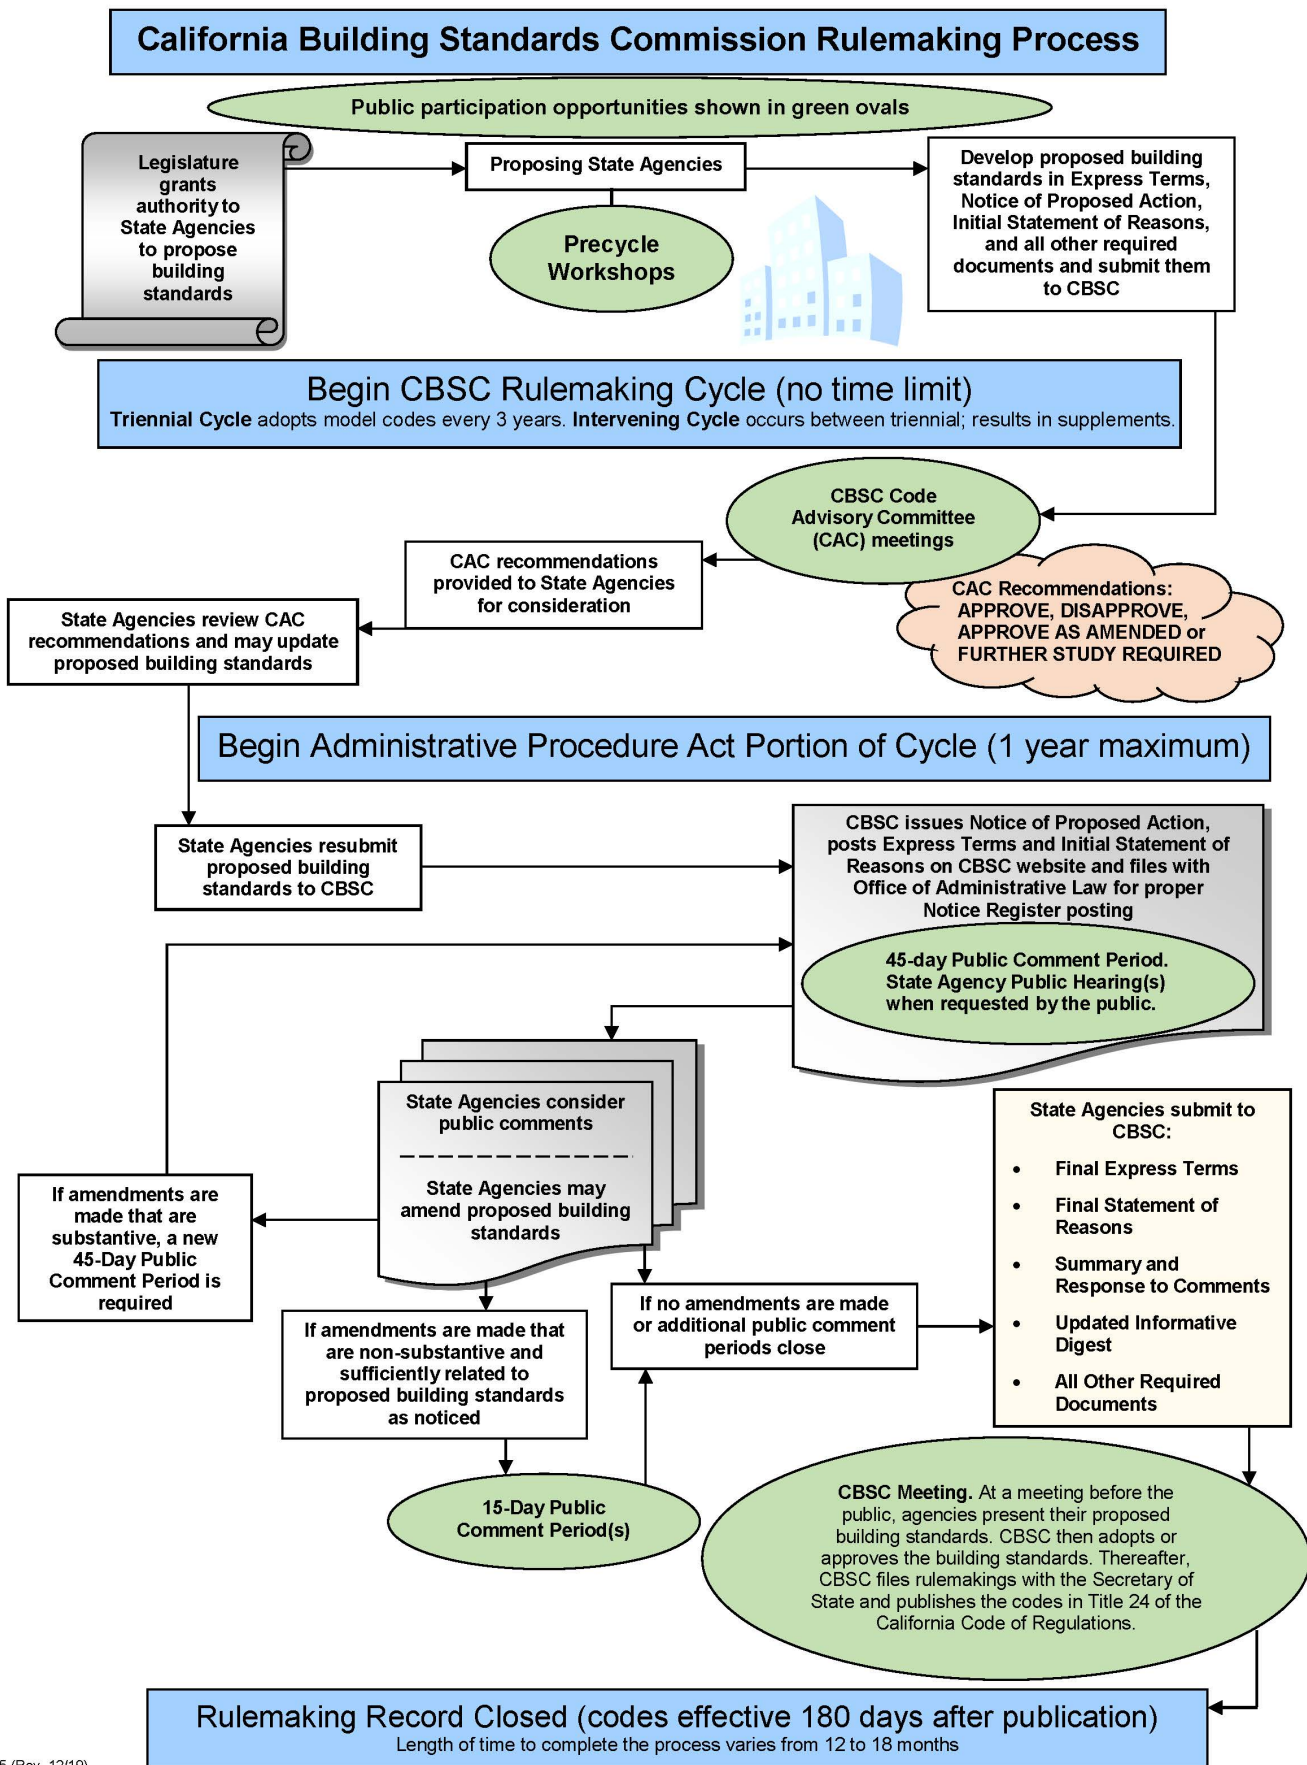 California Building Standards Commission Rulemaking Process
Public participation opportunities shown in green ovals
Legislature
grants
authority to
State Agencies
to propose
building
standards
Proposing State Agencies
Precycle
Workshops
Develop proposed building
standards in Express Terms,
Notice of Proposed Action,
Initial Statement of Reasons,
and all other required
documents and submit them
to CBSC
Begin CBSC Rulemaking Cycle (no time limit)
Triennial Cycle adopts model codes every 3 years. Intervening Cycle occurs between triennial; results in supplements.
CBSC Code
Advisory Committee
(CAC) meetings
CAC Recommendations:
APPROVE, DISAPPROVE,
APPROVE AS AMENDED or
FURTHER STUDY REQUIRED
CAC recommendations
provided to State Agencies
for consideration
State Agencies review CAC
recommendations and may update
proposed building standards
Begin Administrative Procedure Act Portion of Cycle (1 year maximum)
State Agencies resubmit
proposed building
standards to CBSC
CBSC issues Notice of Proposed Action,
posts Express Terms and Initial Statement of
Reasons on CBSC website and files with
Office of Administrative Law for proper
Notice Register posting
45-day Public Comment Period.
State Agency Public Hearing(s)
when requested by the public.
State Agencies consider
public comments
State Agencies may
amend proposed building
standards
If amendments are
made that are
substantive, a new
45-Day Public
Comment Period is
required
If amendments are made that
are non-substantive and
sufficiently related to
proposed building standards
as noticed
15-Day Public
Comment Period(s)
If no amendments are made
or additional public comment
periods close
State Agencies submit to
CBSC:
• Final Express Terms
• Final Statement of
Reasons
• Summary and
Response to Comments
• Updated Informative
Digest
• All Other Required
Documents
CBSC Meeting. At a meeting before the
public, agencies present their proposed
building standards. CBSC then adopts or
approves the building standards. Thereafter,
CBSC files rulemakings with the Secretary of
State and publishes the codes in Title 24 of the
California Code of Regulations.
Rulemaking Record Closed (codes effective 180 days after publication)
Length of time to complete the process varies from 12 to 18 months